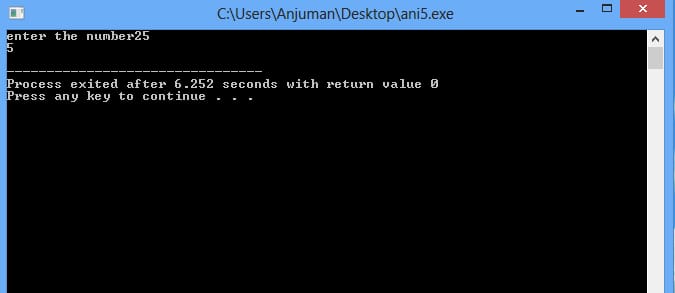 C:\Users\Anjuman\Desktop\ani5.exe
enter the number25
5
--------------------------------
Process exited after 6.252 seconds with return value 0
Press any key to continue . . .